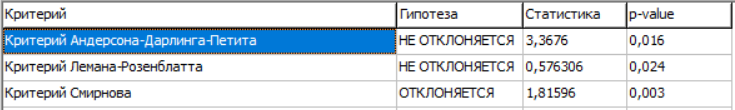 Критерий Гипотеза Статистика p-value
Критерий Андерсона-Дарлинга-Петита НЕ ОТКЛОНЯЕТСЯ 3,3676 0,016
Критерий Лемана-Розенблатта НЕ ОТКЛОНЯЕТСЯ 0,576306 0,024
Критерий Смирнова ОТКЛОНЯЕТСЯ 1,81596 0,003